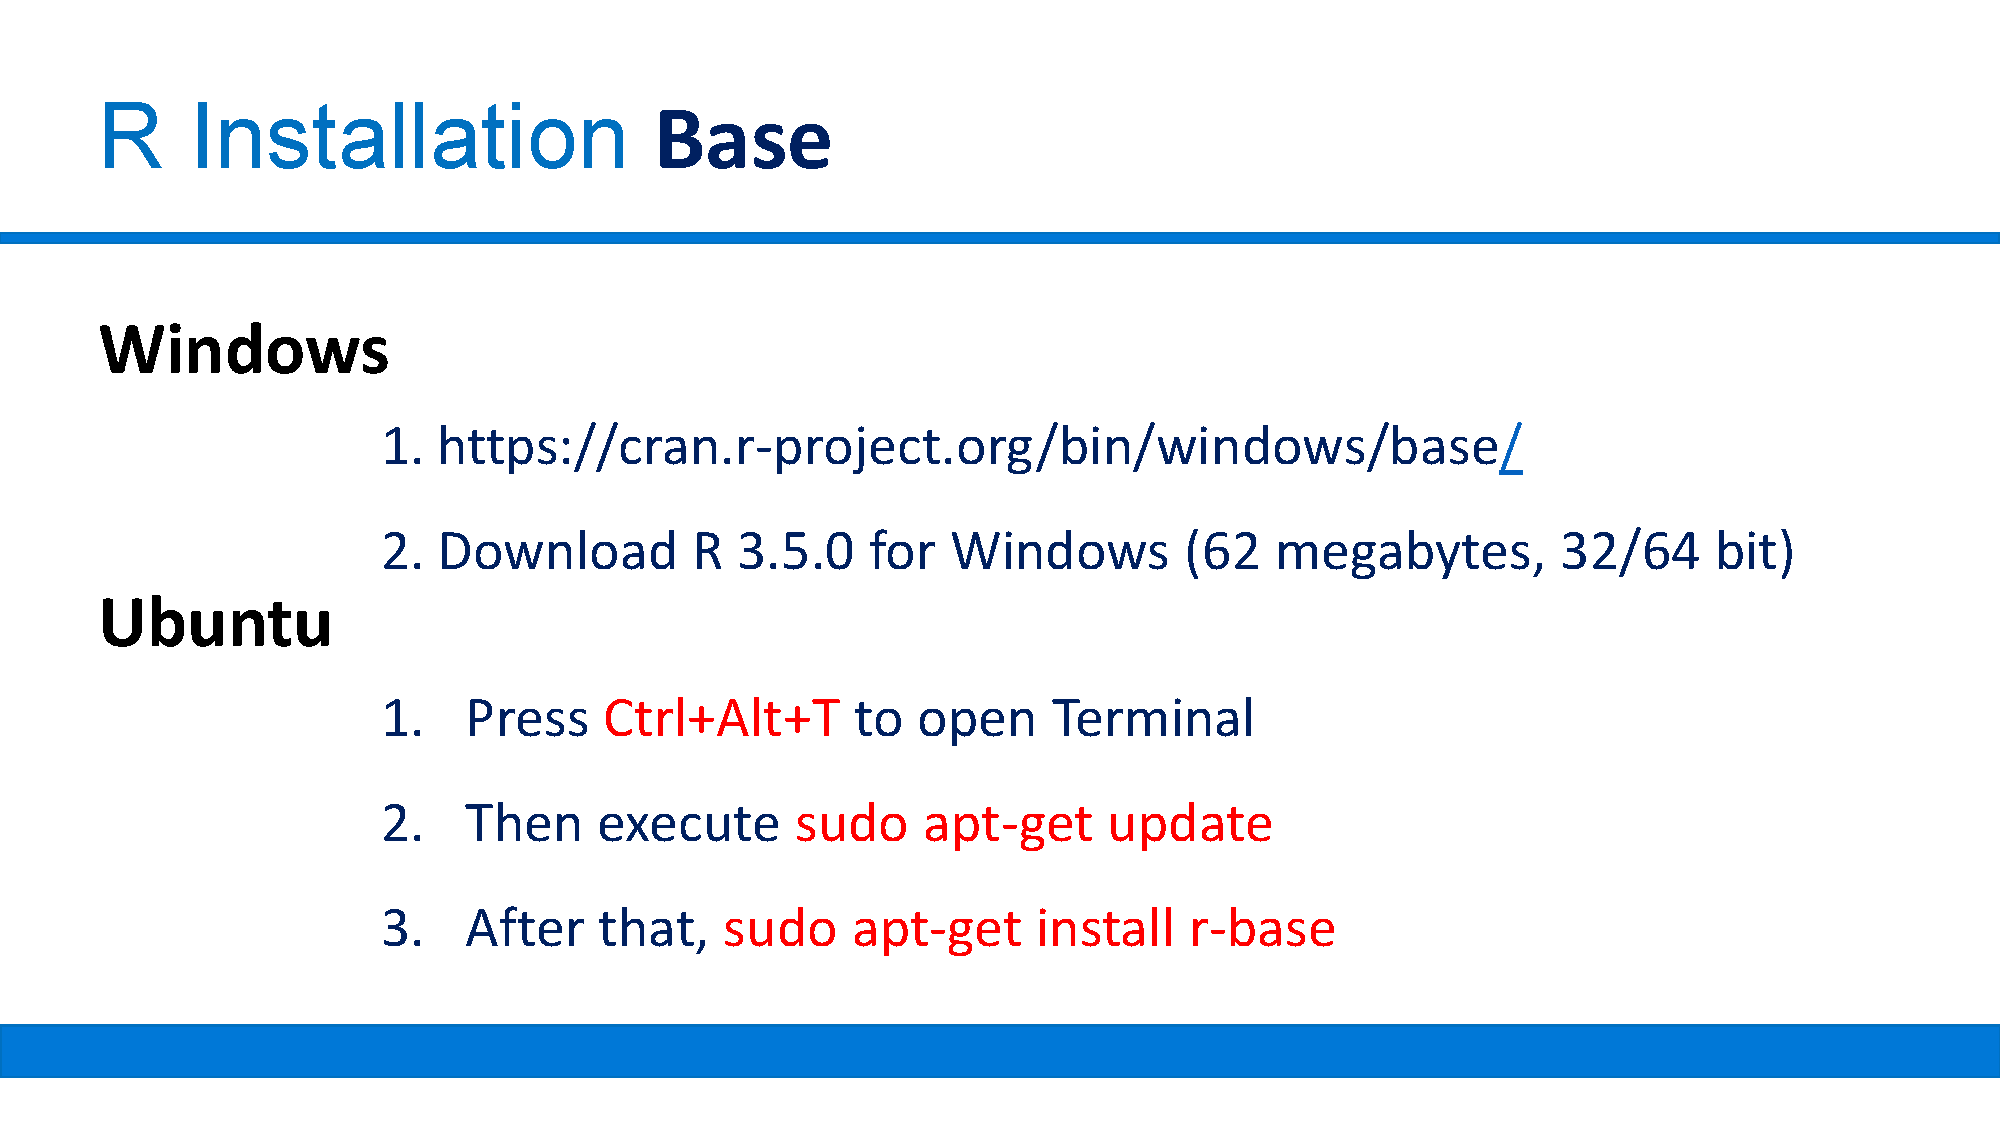 R Installation Base
Windows
1. https://cran.r-project.org/bin/windows/base/
2. Download R 3.5.0 for Windows (62 megabytes, 32/64 bit)
Ubuntu
1. Press Ctrl+Alt+T to open Terminal
2. Then execute sudo apt-get update
3. After that, sudo apt-get install r-base